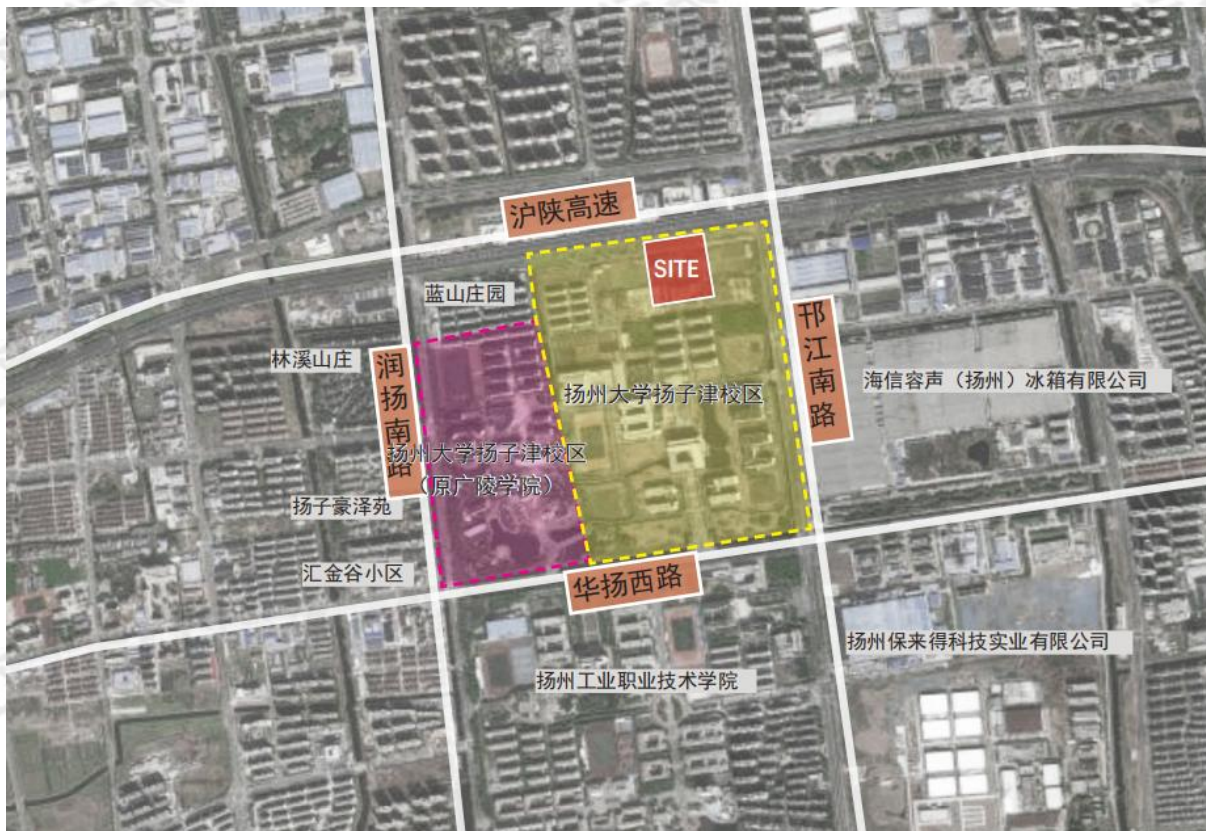 沪陕高速
SITE
蓝山庄园
邗江南路
林溪山庄
润扬南路
海信容声（扬州）冰箱有限公司
扬州大学扬子津校区
扬州大学扬子津校区
（原广陵学院）
扬子豪泽苑
汇金谷小区
华扬西路
扬州保来得科技实业有限公司
扬州工业职业技术学院